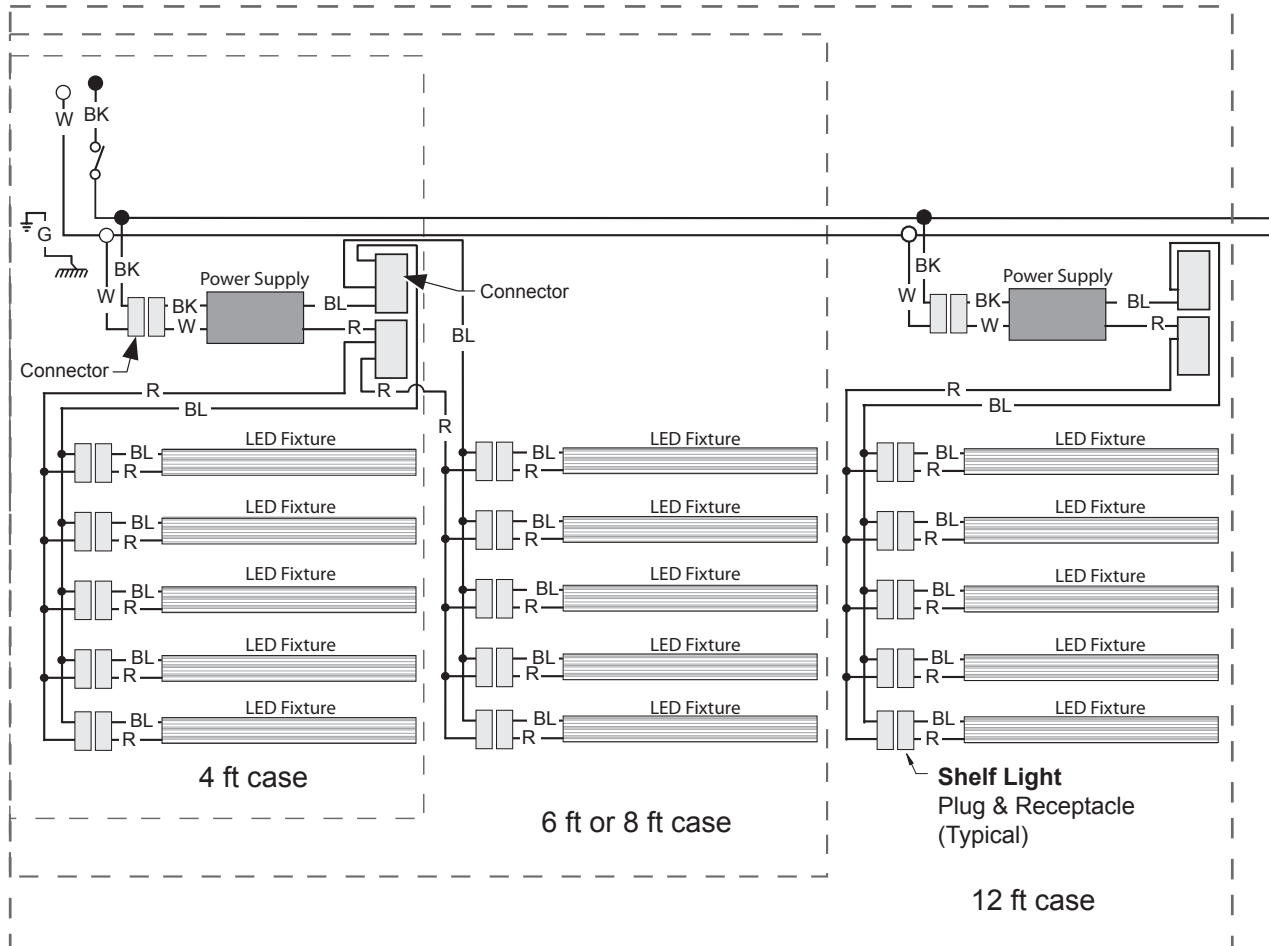 W
BK
G
BK
W
Power Supply
BK
W
BL
R
Connector
Connector
BL
R
R
BL
R
BK
W
Power Supply
BK
W
BL
R
R
BL
LED Fixture
BL
R
LED Fixture
BL
R
LED Fixture
BL
R
LED Fixture
BL
R
LED Fixture
BL
R
4 ft case
LED Fixture
BL
R
LED Fixture
BL
R
LED Fixture
BL
R
LED Fixture
BL
R
LED Fixture
BL
R
6 ft or 8 ft case
LED Fixture
BL
R
LED Fixture
BL
R
LED Fixture
BL
R
LED Fixture
BL
R
LED Fixture
BL
R
Shelf Light
Plug & Receptacle
(Typical)
12 ft case